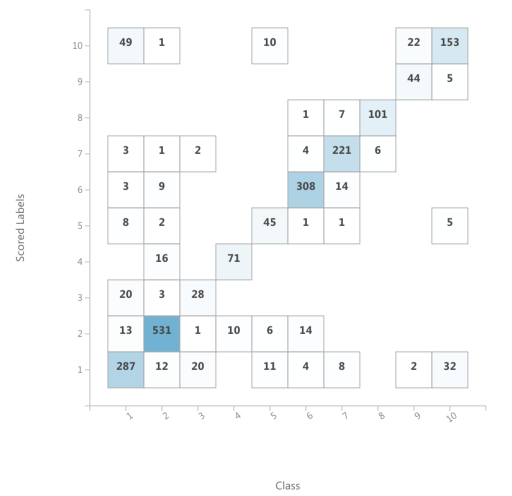 10 49 1 10 22 153
9 44 5
8 1 7 101
7 3 1 2 4 221 6
6 3 9 308 14
5 8 2 45 1 1 5
4 16 71
3 20 3 28
2 13 531 1 10 6 14
1 287 12 20 11 4 8 2 32
1 2 3 4 5 6 7 8 9 10
Scored Labels
Class